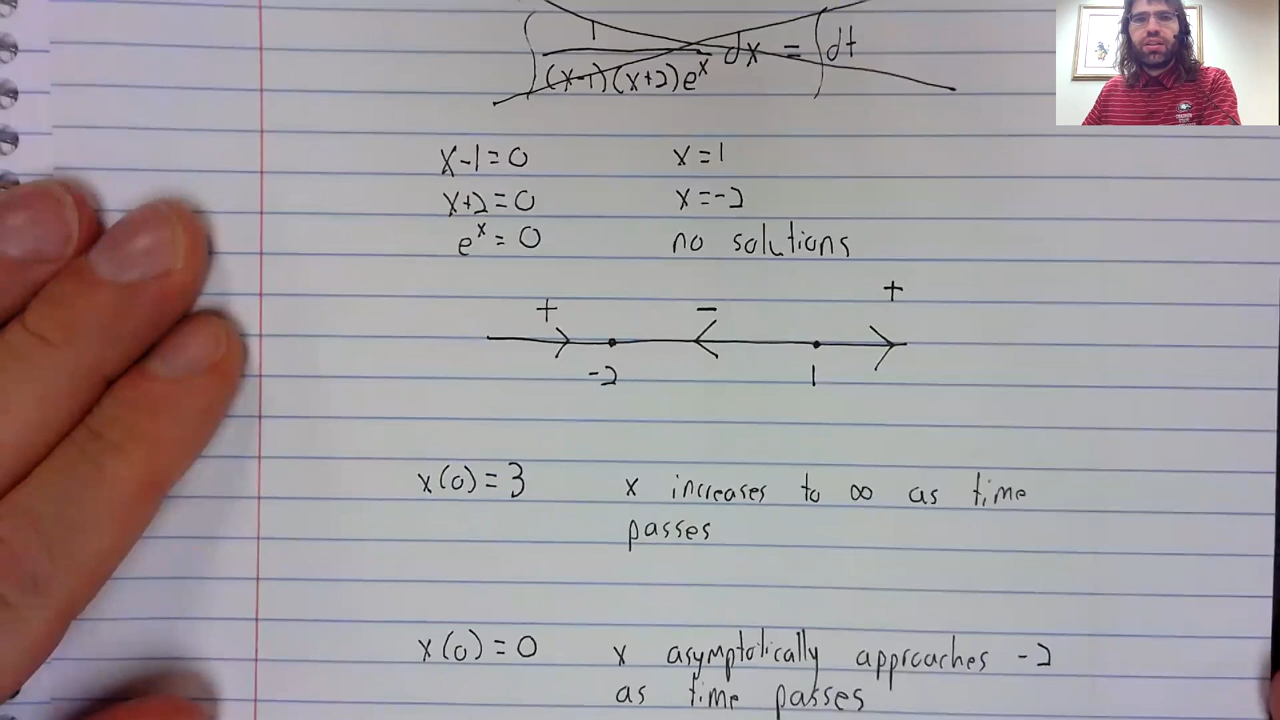 ∫ 1/((x-1)(x+2)e^x) dx = ∫ dt
x-1=0 x=1
x+2=0 x=-2
e^x=0 no solutions
+ - +
-2 1
x(0)=3 x increases to ∞ as time
passes
x(0)=0 x asymptotically approaches -2
as time passes